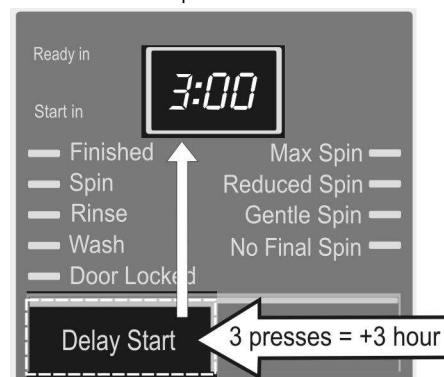 Ready in
3:00
Start in
Finished
Max Spin
Spin
Reduced Spin
Rinse
Gentle Spin
Wash
No Final Spin
Door Locked
Delay Start
3 presses = +3 hour